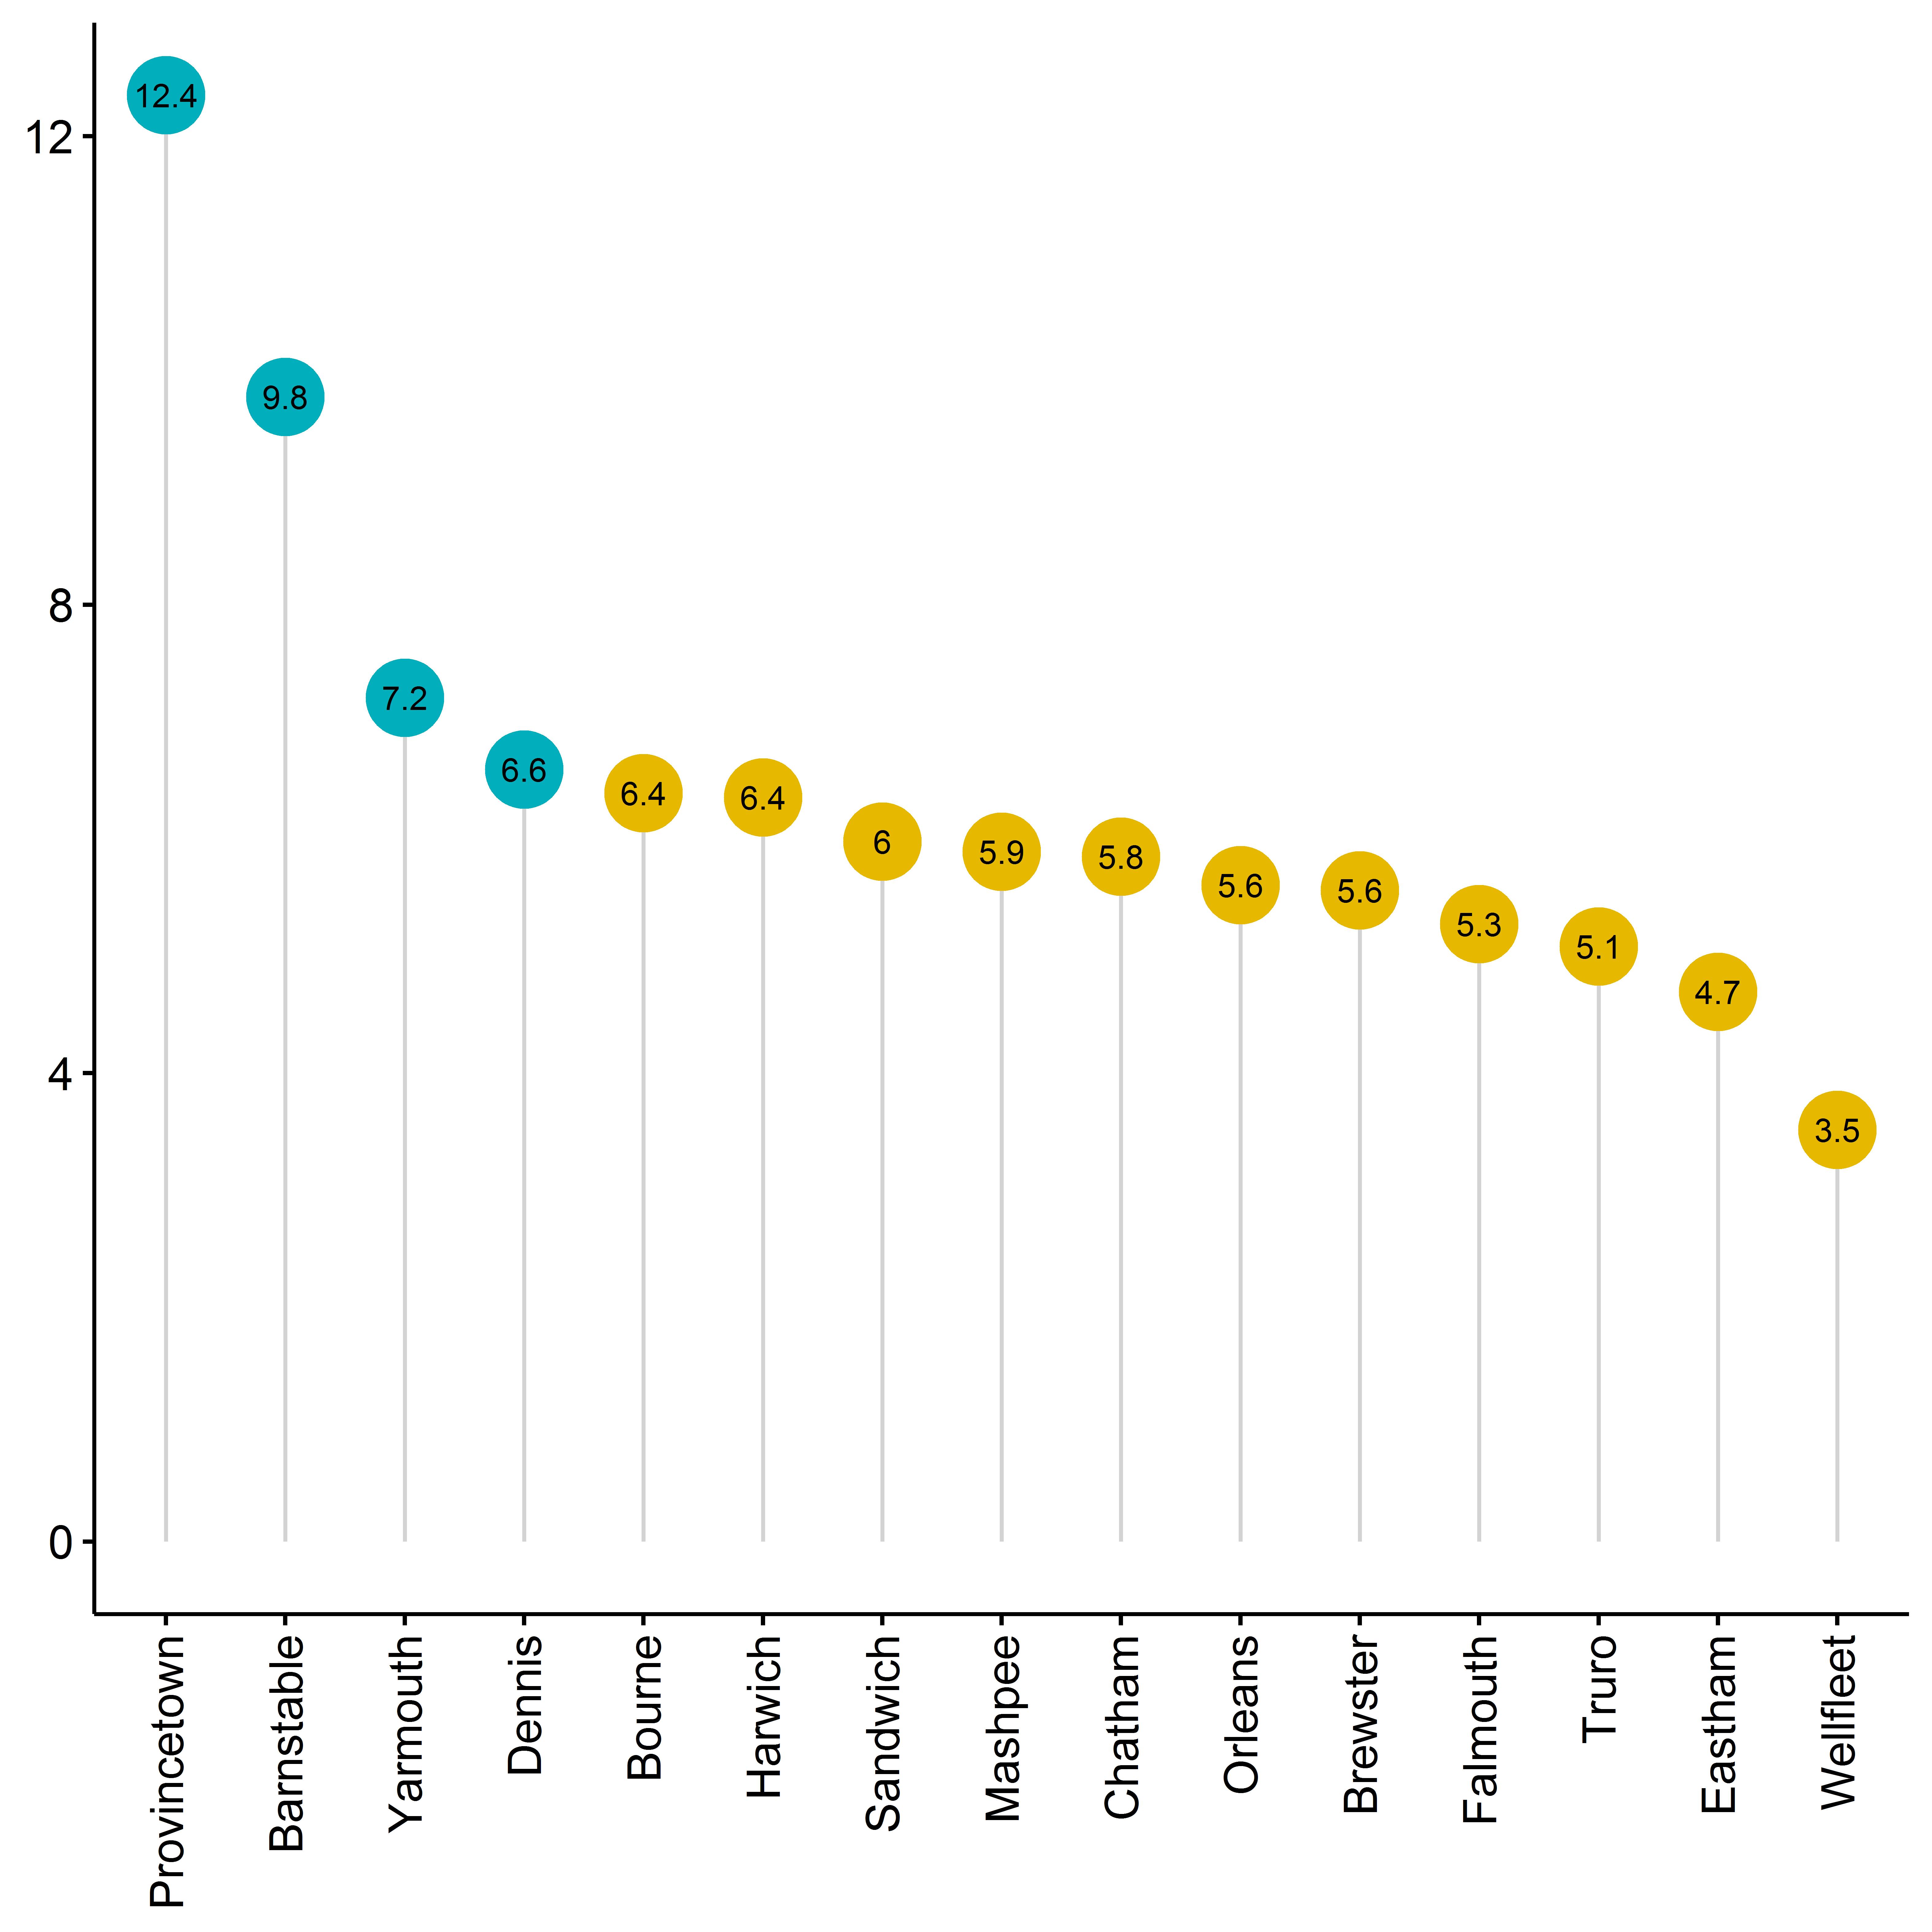 12
8
4
0
12.4
9.8
7.2
6.6
6.4
6.4
6
5.9
5.8
5.6
5.6
5.3
5.1
4.7
3.5
Provincetown
Barnstable
Yarmouth
Dennis
Bourne
Harwich
Sandwich
Mashpee
Chatham
Orleans
Brewster
Falmouth
Truro
Eastham
Wellfleet